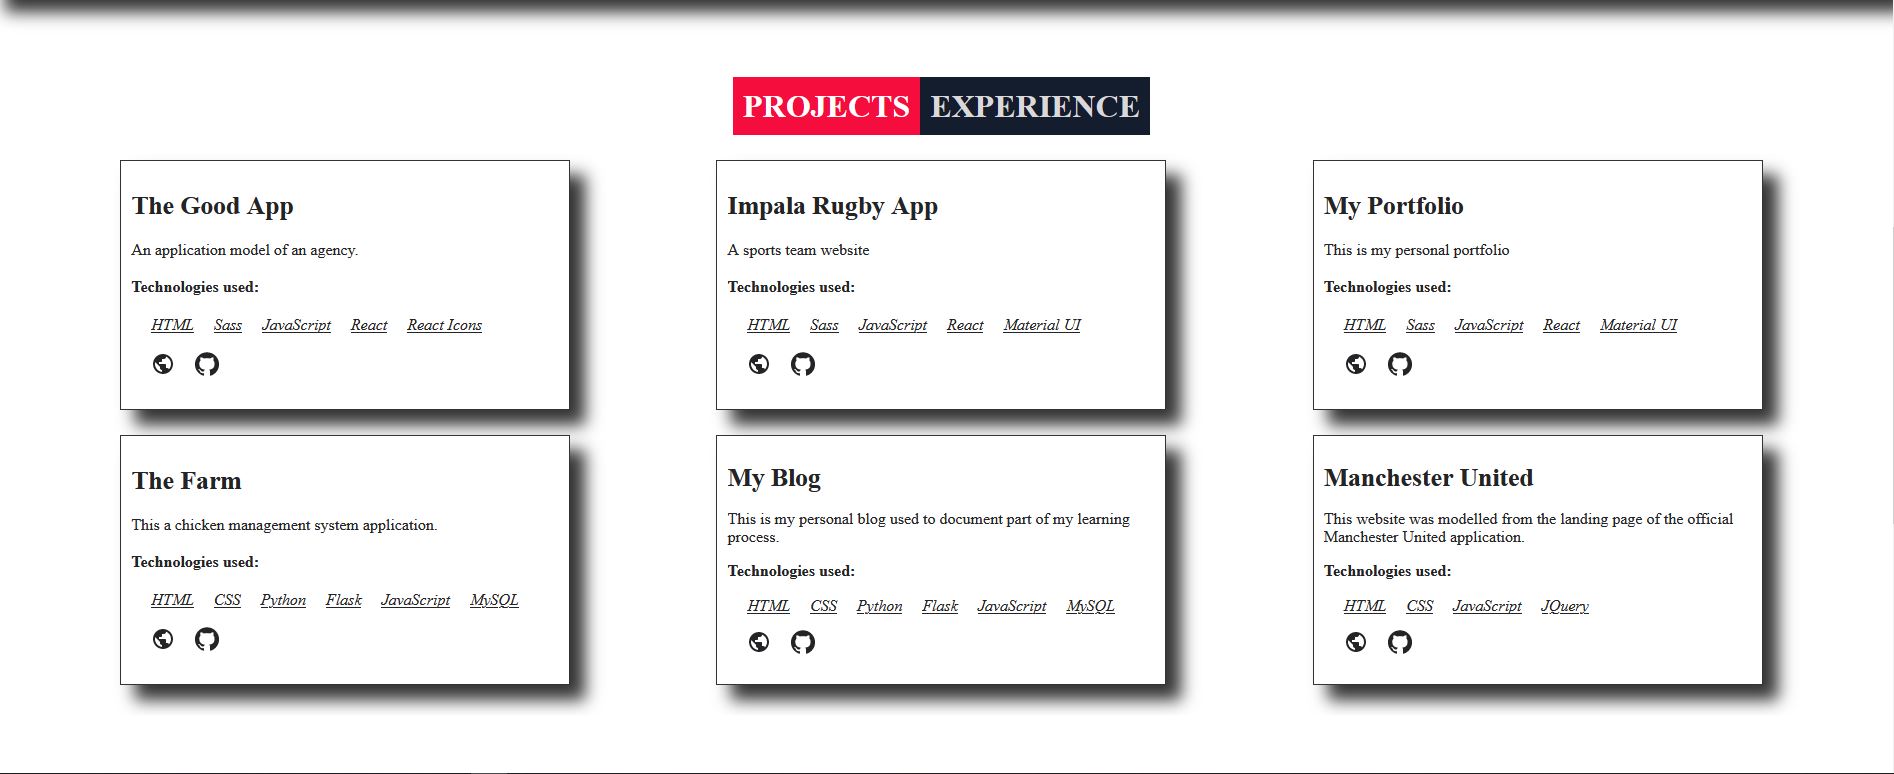 PROJECTS EXPERIENCE
The Good App
An application model of an agency.
Technologies used:
HTML Sass JavaScript React React Icons
Impala Rugby App
A sports team website
Technologies used:
HTML Sass JavaScript React Material UI
My Portfolio
This is my personal portfolio
Technologies used:
HTML Sass JavaScript React Material UI
The Farm
This a chicken management system application.
Technologies used:
HTML CSS Python Flask JavaScript MySQL
My Blog
This is my personal blog used to document part of my learning
process.
Technologies used:
HTML CSS Python Flask JavaScript MySQL
Manchester United
This website was modelled from the landing page of the official
Manchester United application.
Technologies used:
HTML CSS JavaScript JQuery